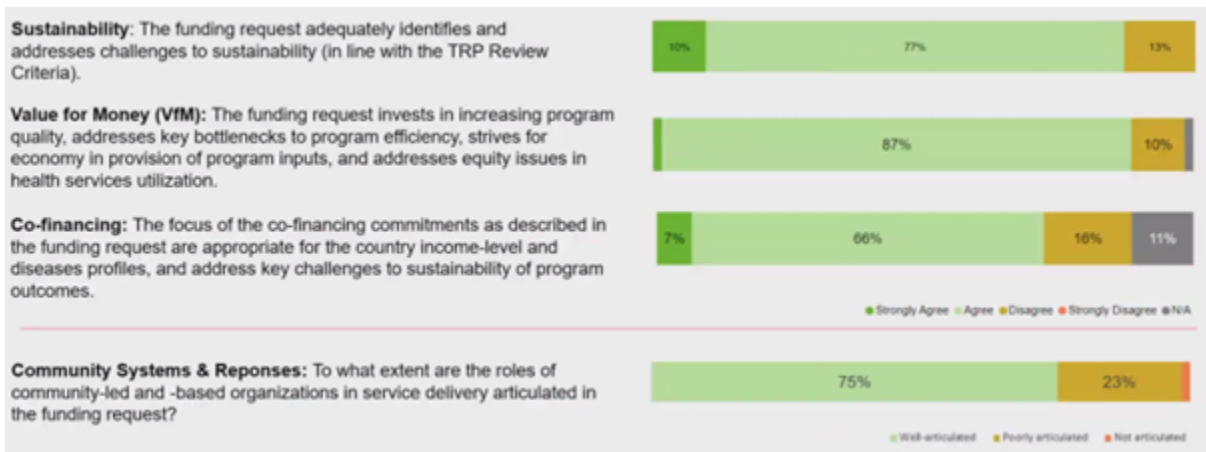 Sustainability: The funding request adequately identifies and
addresses challenges to sustainability (in line with the TRP Review
Criteria).
10% 77% 13%
Value for Money (VfM): The funding request invests in increasing program
quality, addresses key bottlenecks to program efficiency, strives for
economy in provision of program inputs, and addresses equity issues in
health services utilization.
87% 10%
Co-financing: The focus of the co-financing commitments as described in
the funding request are appropriate for the country income-level and
diseases profiles, and address key challenges to sustainability of program
outcomes.
7% 66% 16% 11%
Strongly Agree Agree Disagree Strongly Disagree N/A
Community Systems & Reponses: To what extent are the roles of
community-led and -based organizations in service delivery articulated in
the funding request?
75% 23%
Well-articulated Poorly articulated Not articulated